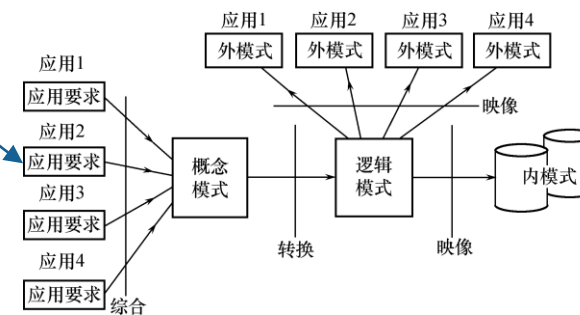 应用1 应用2 应用3 应用4
外模式 外模式 外模式 外模式
应用1
应用要求
映像
应用2
应用要求
概念
模式
逻辑
模式
内模式
应用3
应用要求
转换
映像
应用4
应用要求
综合